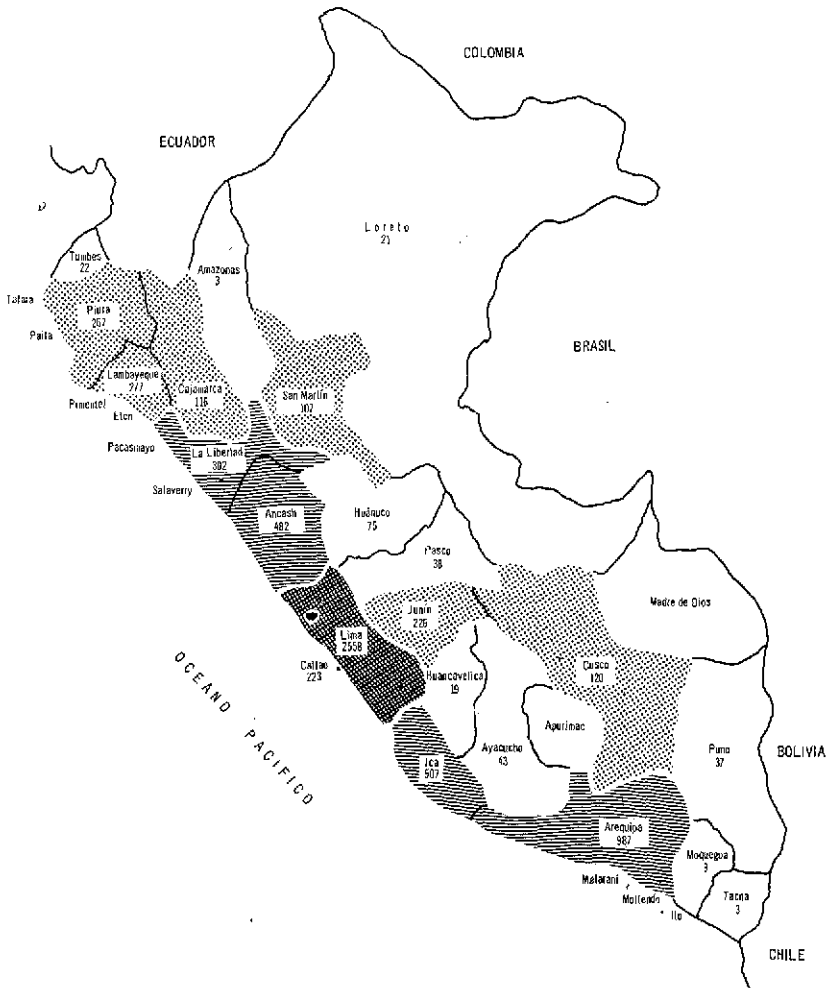 COLOMBIA
ECUADOR
Loreto
21
Tumbes
22
Amazonas
3
Talara
Piura
267
Paita
BRASIL
Lambayeque
277
Cajamarca
116
San Martín
107
Pimentel
Eten
Pacasmayo
La Libertad
392
Salaverry
Ancash
482
Huánuco
75
Pasco
38
Madre de Dios
Junín
226
Lima
2558
Callao
223
Huancavelica
19
Cusco
120
Apurimac
Ayacucho
43
Puno
37
BOLIVIA
OCEANO PACIFICO
Ica
507
Arequipa
987
Moquegua
9
Matarani
Mollendo
Ilo
Tacna
3
CHILE